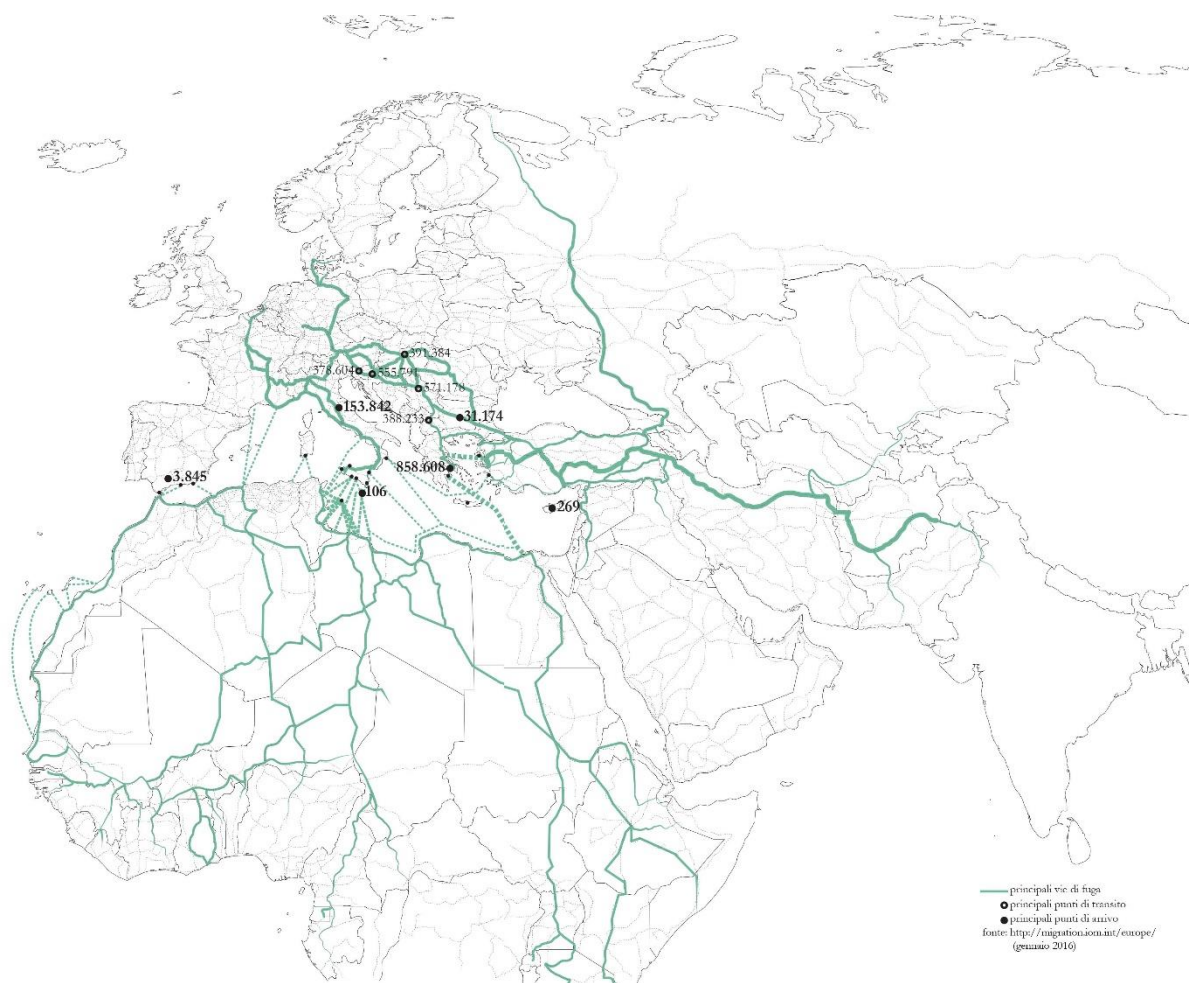 391.384
378.604
555.791
571.178
153.842
31.174
388.233
858.608
3.845
106
269
principali vie di fuga
principali punti di transito
principali punti di arrivo
fonte: http://migration.iom.int/europe/
(gennaio 2016)